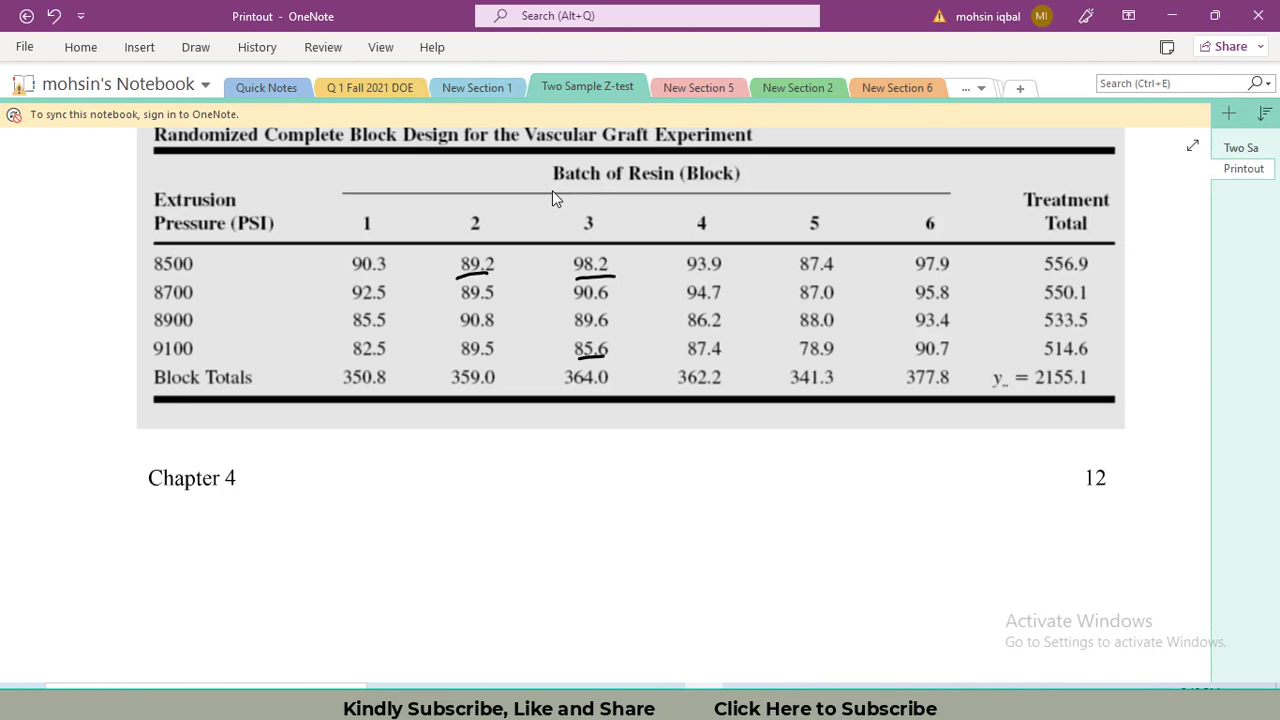 Printout - OneNote
Search (Alt+Q)
mohsin iqbal MI
File Home Insert Draw History Review View Help Share
mohsin's Notebook Quick Notes Q 1 Fall 2021 DOE New Section 1 Two Sample Z-test New Section 5 New Section 2 New Section 6 ... + Search (Ctrl+E)
To sync this notebook, sign in to OneNote.
Randomized Complete Block Design for the Vascular Graft Experiment
Two Sa
Printout
Batch of Resin (Block)
Extrusion Treatment
Pressure (PSI) 1 2 3 4 5 6 Total
8500 90.3 89.2 98.2 93.9 87.4 97.9 556.9
8700 92.5 89.5 90.6 94.7 87.0 95.8 550.1
8900 85.5 90.8 89.6 86.2 88.0 93.4 533.5
9100 82.5 89.5 85.6 87.4 78.9 90.7 514.6
Block Totals 350.8 359.0 364.0 362.2 341.3 377.8 y.. = 2155.1
Chapter 4 12
Activate Windows
Go to Settings to activate Windows.
Kindly Subscribe, Like and Share Click Here to Subscribe